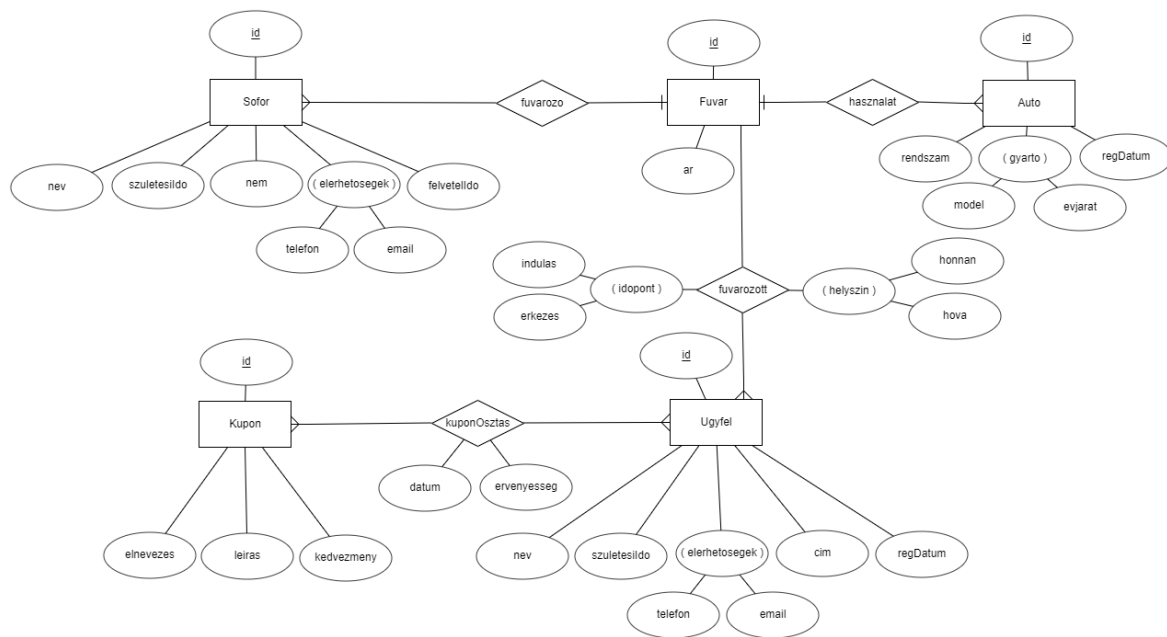 id
id
id
Sofor
fuvarozo
Fuvar
hasznalat
Auto
nev
szuletesiIdo
nem
( elerhetosegek )
felvetelIdo
ar
rendszam
( gyarto )
regDatum
telefon
email
model
evjarat
indulas
erkezes
( idopont )
fuvarozott
( helyszin )
honnan
hova
id
id
Kupon
kuponOsztas
Ugyfel
datum
ervenyesseg
elnevezes
leiras
kedvezmeny
nev
szuletesiIdo
( elerhetosegek )
cim
regDatum
telefon
email